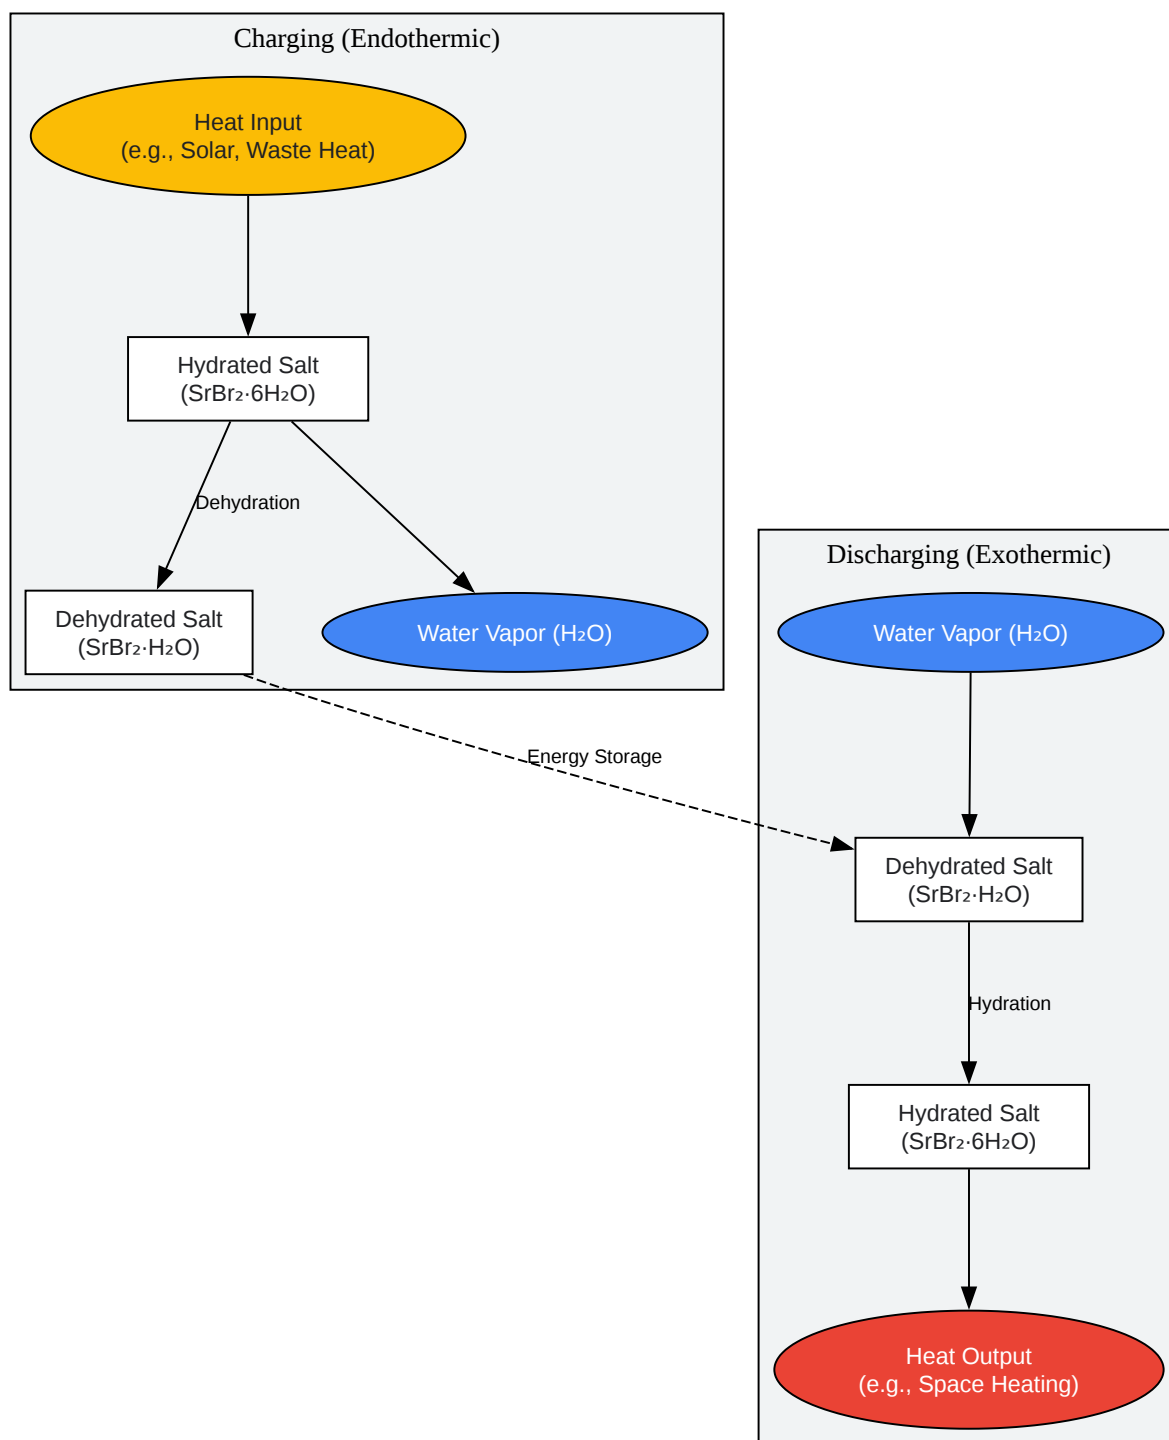 Charging (Endothermic)
Heat Input
(e.g., Solar, Waste Heat)
Hydrated Salt
(SrBr₂·6H₂O)
Dehydration
Dehydrated Salt
(SrBr₂·H₂O)
Water Vapor (H₂O)
Energy Storage
Discharging (Exothermic)
Water Vapor (H₂O)
Dehydrated Salt
(SrBr₂·H₂O)
Hydration
Hydrated Salt
(SrBr₂·6H₂O)
Heat Output
(e.g., Space Heating)